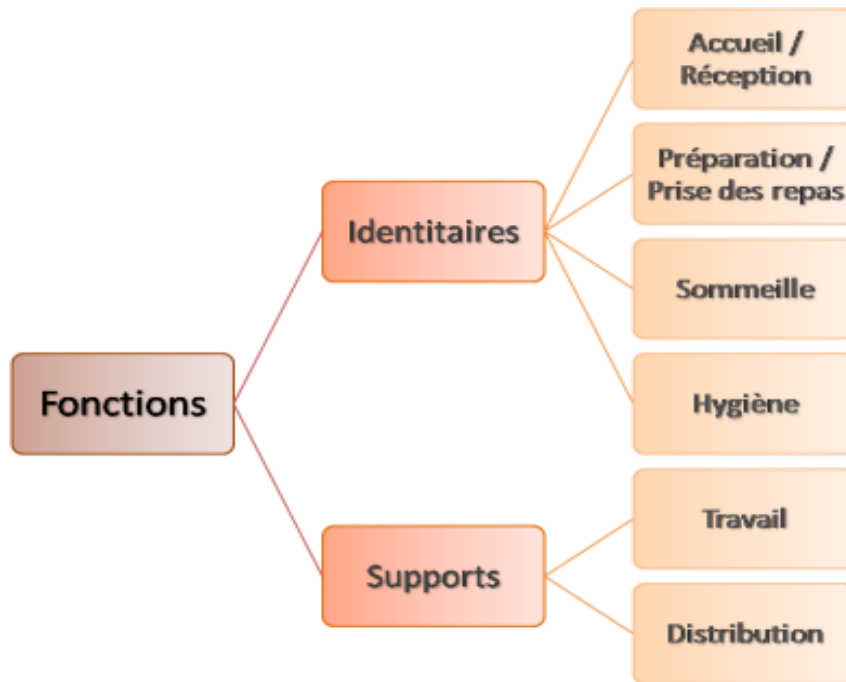 Accueil /
Réception
Préparation /
Prise des repas
Identitaires
Sommeille
Fonctions
Hygiène
Travail
Supports
Distribution